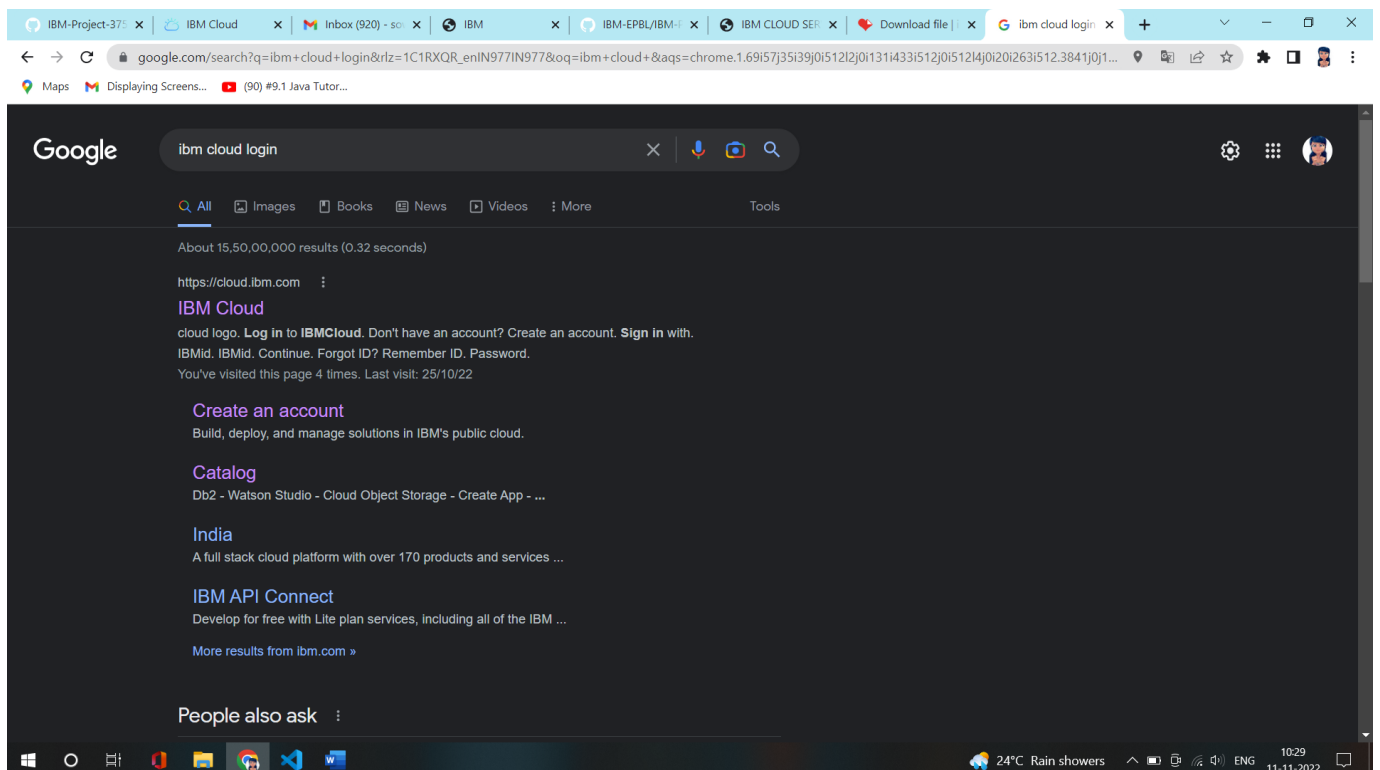 IBM-Project-375
IBM Cloud
Inbox (920) - so
IBM
IBM-EPBL/IBM-P
IBM CLOUD SER
Download file | i
ibm cloud login
google.com/search?q=ibm+cloud+login&rlz=1C1RXQR_enIN977IN977&oq=ibm+cloud+&aqs=chrome.1.69i57j35i39j0i512l2j0i131i433i512j0i512l4j0i20i263i512.3841j0j1...
Maps
Displaying Screens...
(90) #9.1 Java Tutor...
Google
ibm cloud login
All
Images
Books
News
Videos
More
Tools
About 15,50,00,000 results (0.32 seconds)
https://cloud.ibm.com
IBM Cloud
cloud logo. Log in to IBMCloud. Don't have an account? Create an account. Sign in with.
IBMid. IBMid. Continue. Forgot ID? Remember ID. Password.
You've visited this page 4 times. Last visit: 25/10/22
Create an account
Build, deploy, and manage solutions in IBM's public cloud.
Catalog
Db2 - Watson Studio - Cloud Object Storage - Create App - ...
India
A full stack cloud platform with over 170 products and services ...
IBM API Connect
Develop for free with Lite plan services, including all of the IBM ...
More results from ibm.com »
People also ask
24°C Rain showers
ENG
10:29
11-11-2022